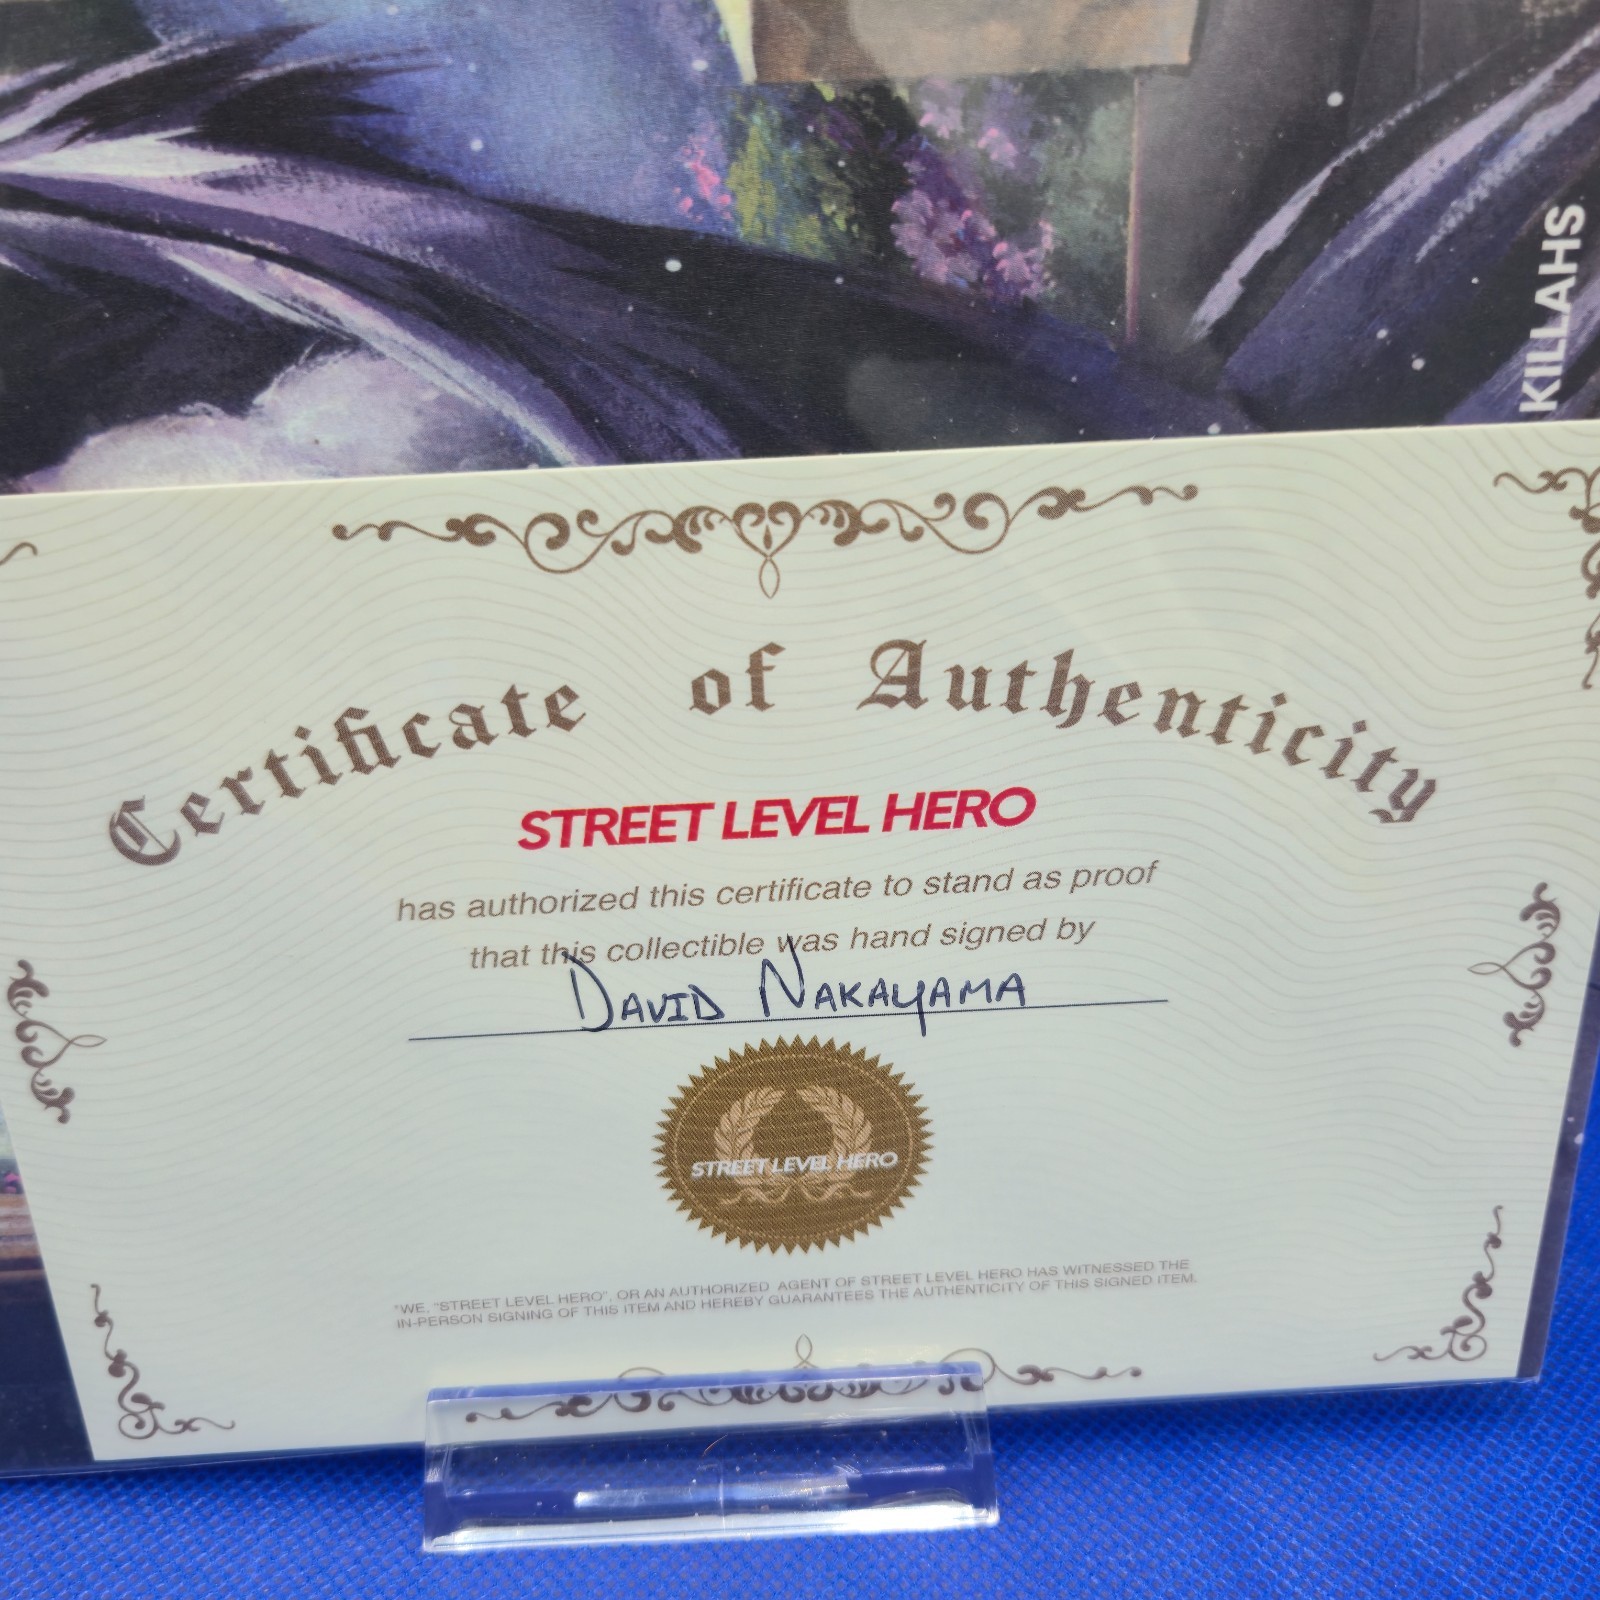 KILLAHS
Certificate of Authenticity
STREET LEVEL HERO
has authorized this certificate to stand as proof
that this collectible was hand signed by
DAVID NAKAYAMA
STREET LEVEL HERO
"WE, "STREET LEVEL HERO", OR AN AUTHORIZED AGENT OF STREET LEVEL HERO HAS WITNESSED THE
IN-PERSON SIGNING OF THIS ITEM AND HEREBY GUARANTEES THE AUTHENTICITY OF THIS SIGNED ITEM.